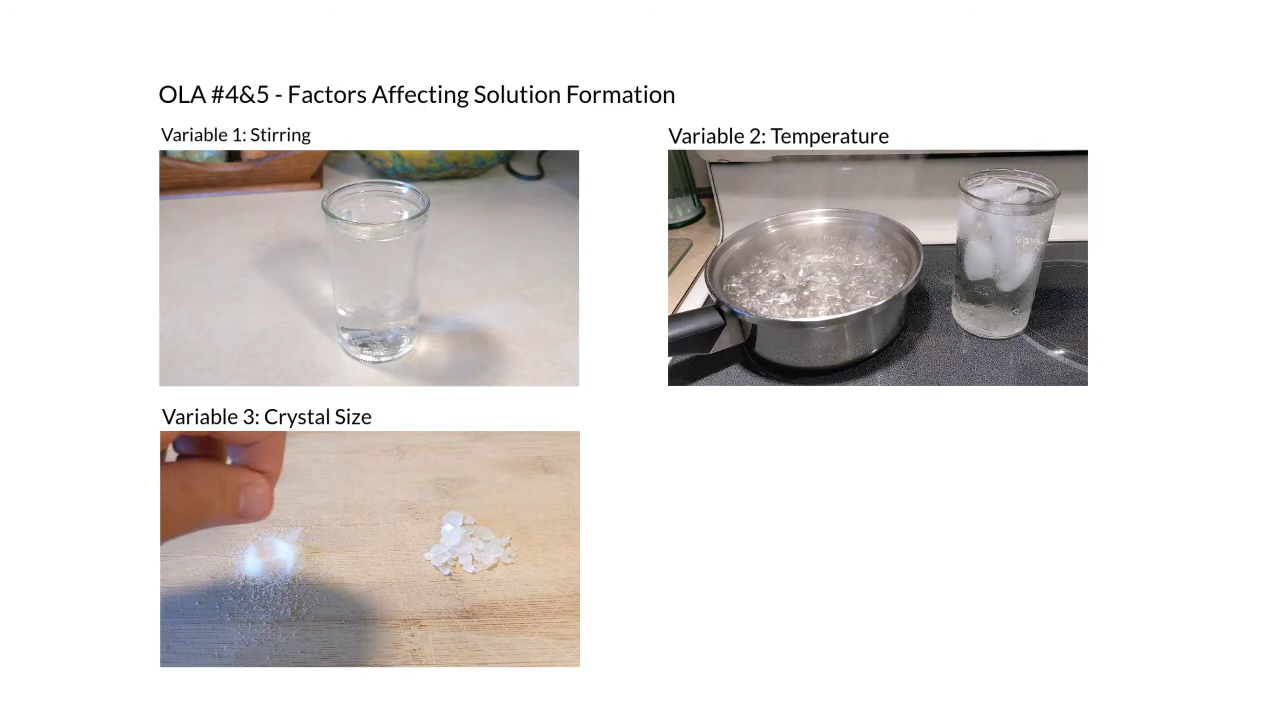 OLA #4&5 - Factors Affecting Solution Formation
Variable 1: Stirring
Variable 2: Temperature
Variable 3: Crystal Size